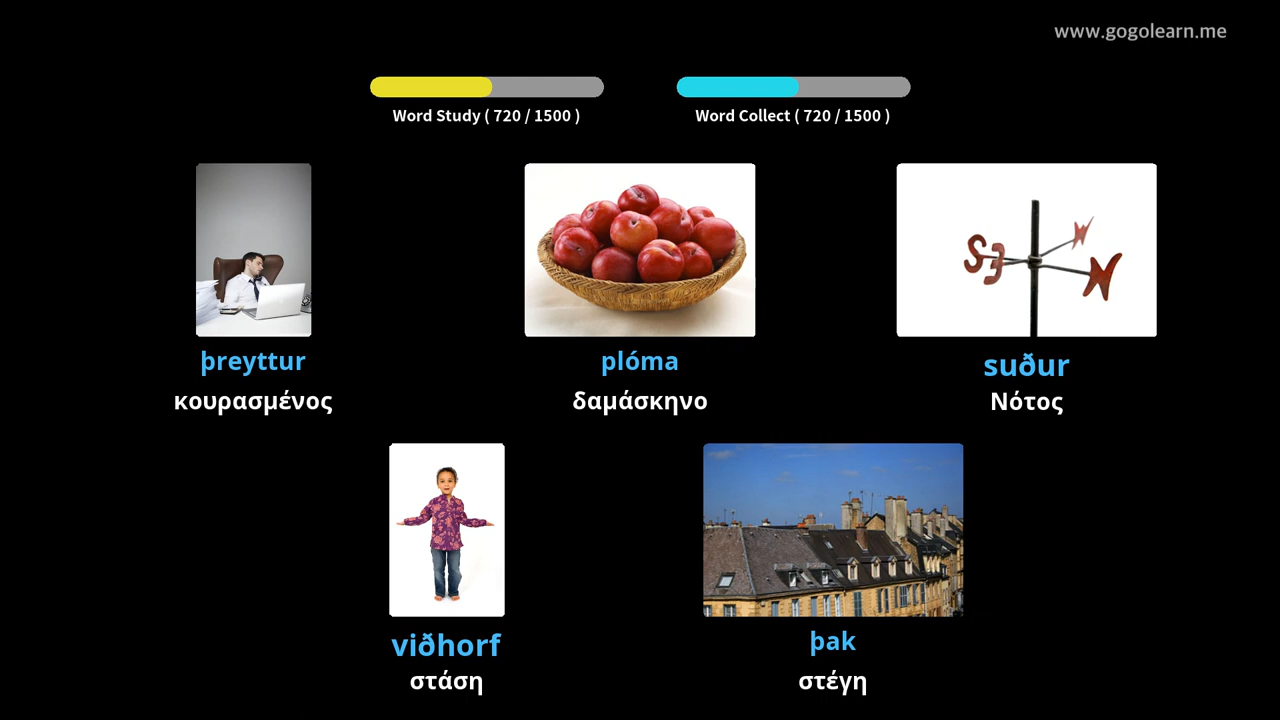 www.gogolearn.me
Word Study ( 720 / 1500 )
Word Collect ( 720 / 1500 )
þreyttur
κουρασμένος
plóma
δαμάσκηνο
suður
Νότος
viðhorf
στάση
þak
στέγη